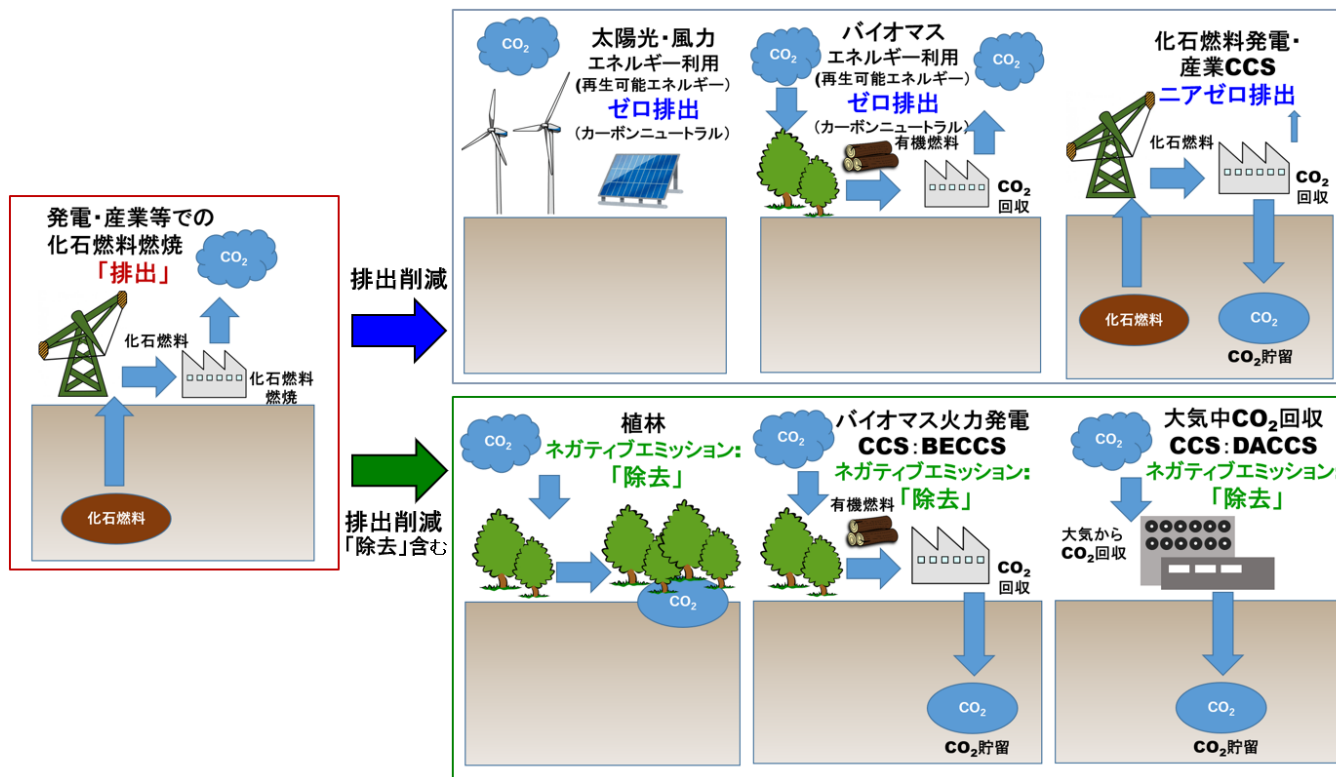 発電・産業等での
化石燃料燃焼
「排出」
CO₂
化石燃料
化石燃料
燃焼
化石燃料
排出削減
排出削減
「除去」含む
CO₂
太陽光・風力
エネルギー利用
(再生可能エネルギー)
ゼロ排出
(カーボンニュートラル)
CO₂
バイオマス
エネルギー利用
(再生可能エネルギー)
ゼロ排出
(カーボンニュートラル)
CO₂
有機燃料
CO₂
回収
化石燃料発電・
産業CCS
ニアゼロ排出
化石燃料
CO₂
回収
化石燃料
CO₂
CO₂貯留
CO₂
植林
ネガティブエミッション:
「除去」
CO₂
CO₂
バイオマス火力発電
CCS:BECCS
ネガティブエミッション:
「除去」
有機燃料
CO₂
回収
CO₂
CO₂貯留
CO₂
大気中CO₂回収
CCS:DACCS
ネガティブエミッション:
「除去」
大気から
CO₂回収
CO₂
CO₂貯留